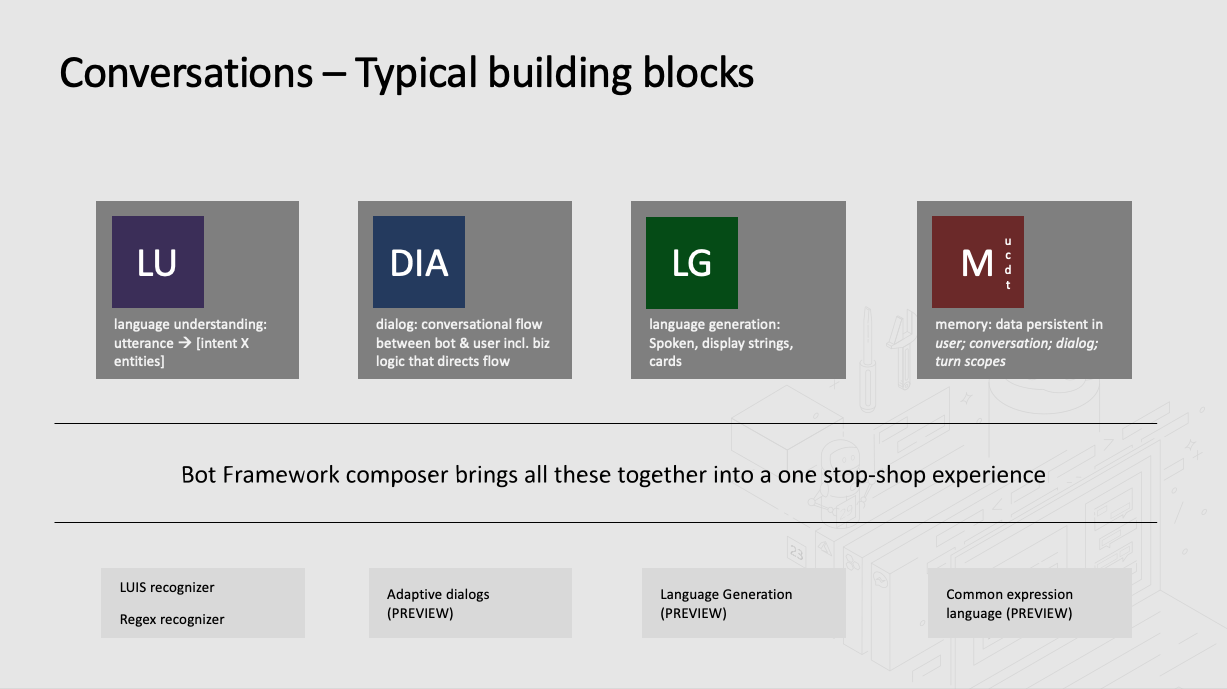 Conversations – Typical building blocks
LU
language understanding:
utterance → [intent X
entities]
DIA
dialog: conversational flow
between bot & user incl. biz
logic that directs flow
LG
language generation:
Spoken, display strings,
cards
M
u
c
d
t
memory: data persistent in
user; conversation; dialog;
turn scopes
Bot Framework composer brings all these together into a one stop-shop experience
23
LUIS recognizer
Regex recognizer
Adaptive dialogs
(PREVIEW)
Language Generation
(PREVIEW)
Common expression
language (PREVIEW)